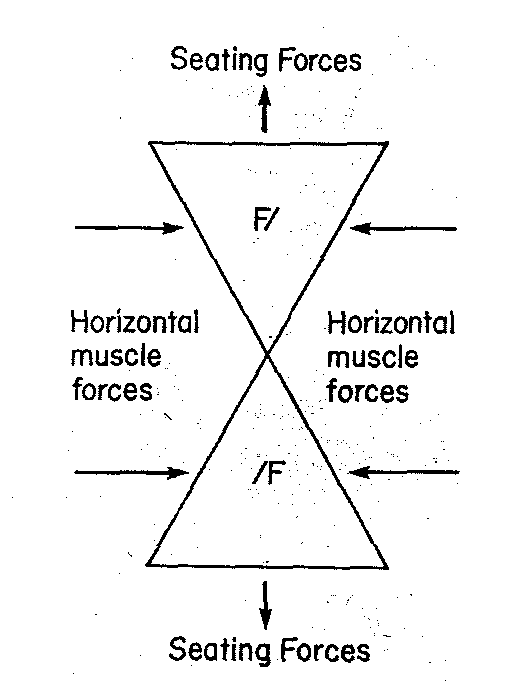 Seating Forces
F/
Horizontal
muscle
forces
Horizontal
muscle
forces
/F
Seating Forces